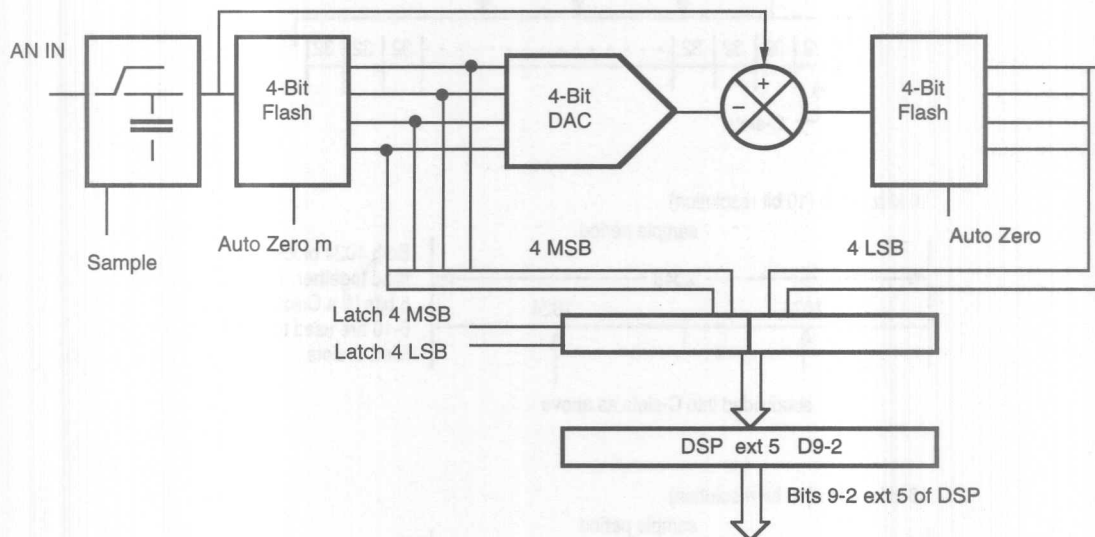 AN IN
4-Bit
Flash
4-Bit
DAC
+
−
4-Bit
Flash
Sample
Auto Zero m
4 MSB
4 LSB
Auto Zero
Latch 4 MSB
Latch 4 LSB
DSP ext 5 D9-2
Bits 9-2 ext 5 of DSP